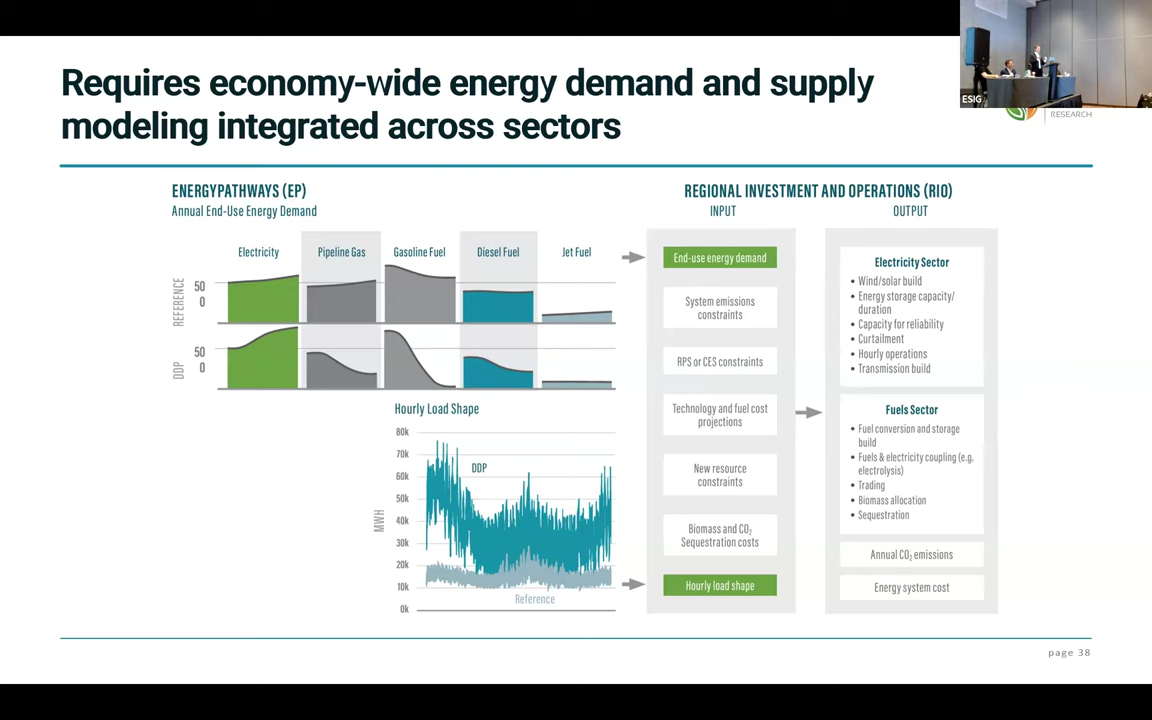 Requires economy-wide energy demand and supply
modeling integrated across sectors
ESIG
RESEARCH
ENERGYPATHWAYS (EP)
Annual End-Use Energy Demand
Electricity
Pipeline Gas
Gasoline Fuel
Diesel Fuel
Jet Fuel
REFERENCE
50
0
DDP
50
0
Hourly Load Shape
MWH
80k
70k
60k
50k
40k
30k
20k
10k
0k
DDP
Reference
REGIONAL INVESTMENT AND OPERATIONS (RIO)
INPUT
End-use energy demand
System emissions
constraints
RPS or CES constraints
Technology and fuel cost
projections
New resource
constraints
Biomass and CO₂
Sequestration costs
Hourly load shape
OUTPUT
Electricity Sector
• Wind/solar build
• Energy storage capacity/
duration
• Capacity for reliability
• Curtailment
• Hourly operations
• Transmission build
Fuels Sector
• Fuel conversion and storage
build
• Fuels & electricity coupling (e.g.
electrolysis)
• Trading
• Biomass allocation
• Sequestration
Annual CO₂ emissions
Energy system cost
page 38